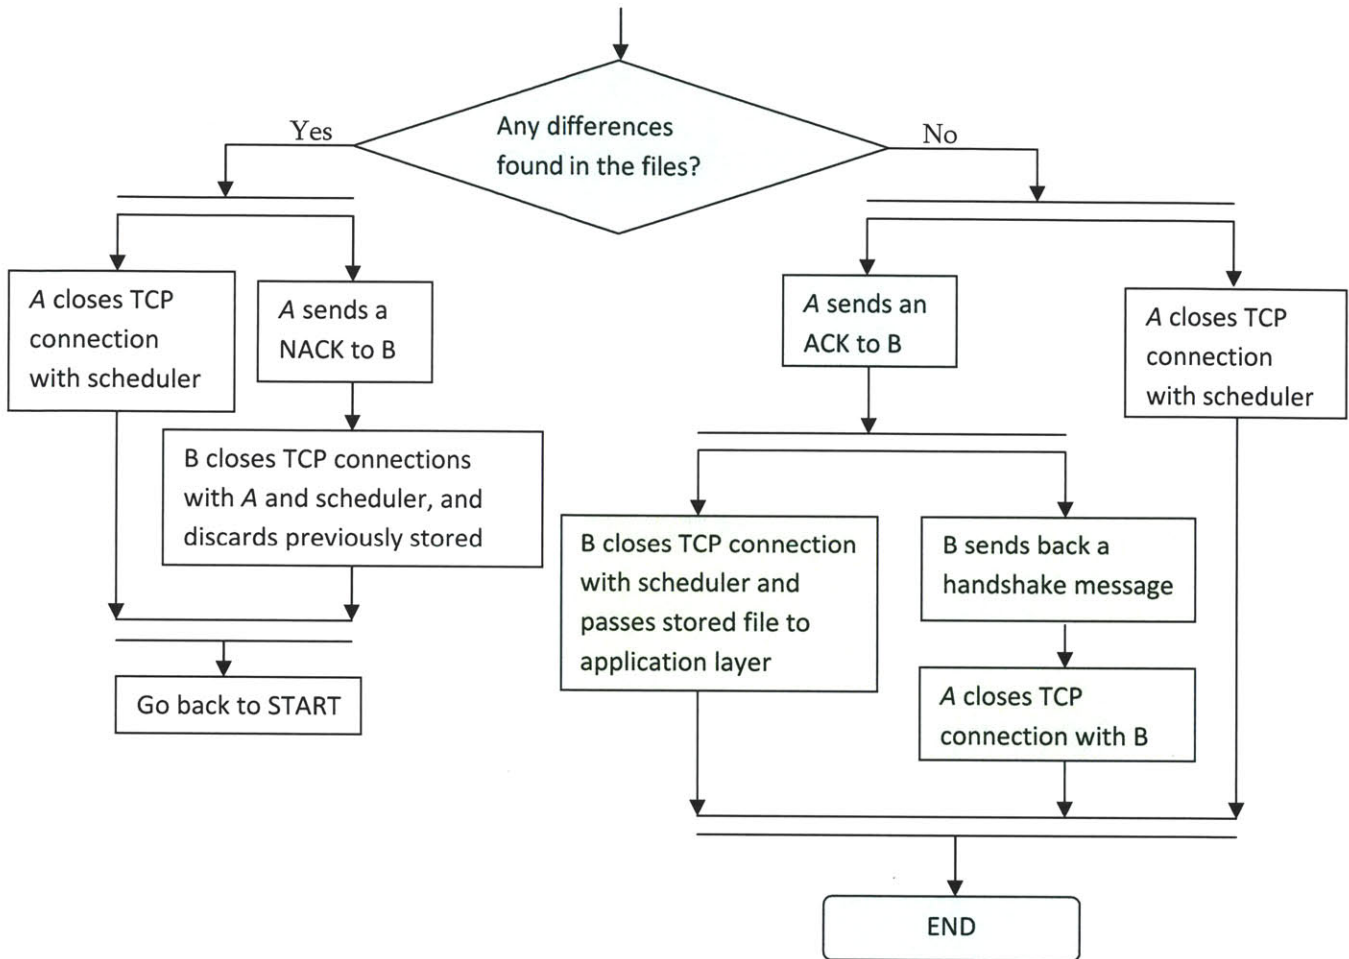 Any differences
found in the files?
Yes
No
A closes TCP
connection
with scheduler
A sends a
NACK to B
B closes TCP connections
with A and scheduler, and
discards previously stored
Go back to START
A sends an
ACK to B
A closes TCP
connection
with scheduler
B closes TCP connection
with scheduler and
passes stored file to
application layer
B sends back a
handshake message
A closes TCP
connection with B
END